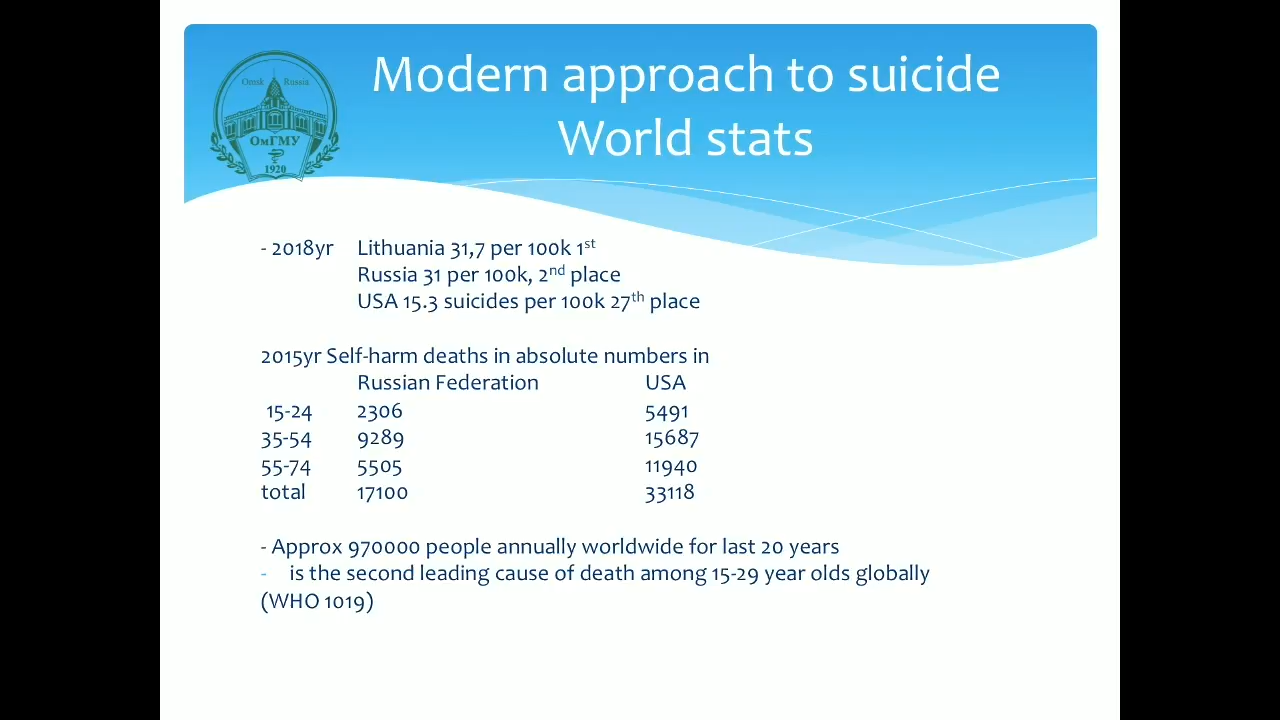 Modern approach to suicide
World stats
Omsk Russia
ОмГМУ
1920
- 2018yr Lithuania 31,7 per 100k 1st
Russia 31 per 100k, 2nd place
USA 15.3 suicides per 100k 27th place
2015yr Self-harm deaths in absolute numbers in
Russian Federation USA
15-24 2306 5491
35-54 9289 15687
55-74 5505 11940
total 17100 33118
- Approx 970000 people annually worldwide for last 20 years
- is the second leading cause of death among 15-29 year olds globally
(WHO 1019)